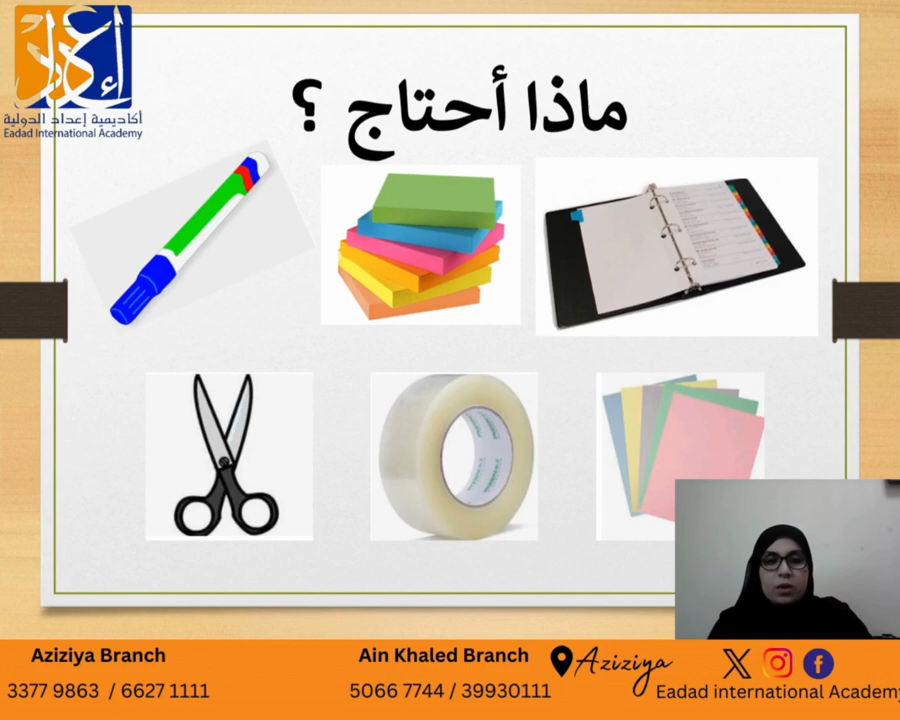 أكاديمية إعداد الدولية
Eadad International Academy
ماذا أحتاج ؟
Aziziya Branch
3377 9863 / 6627 1111
Ain Khaled Branch
5066 7744 / 39930111
Aziziya
Eadad international Academy